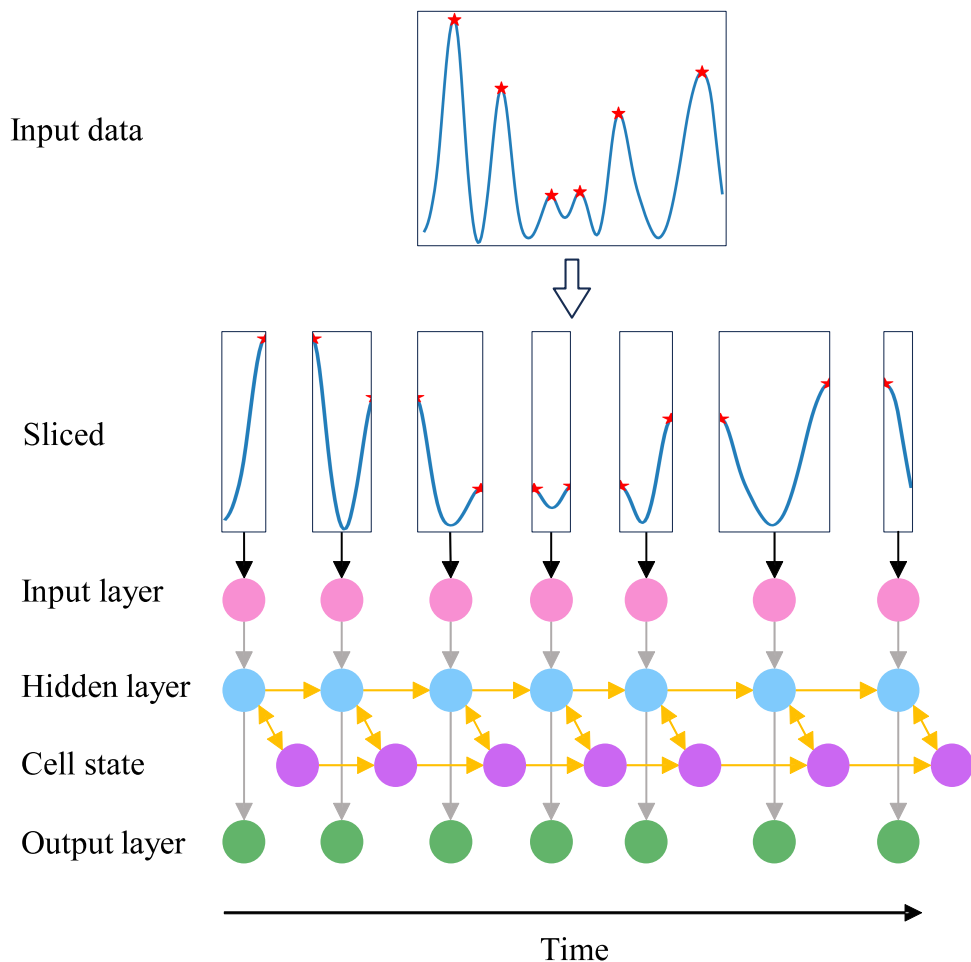 Input data
Sliced
Input layer
Hidden layer
Cell state
Output layer
Time